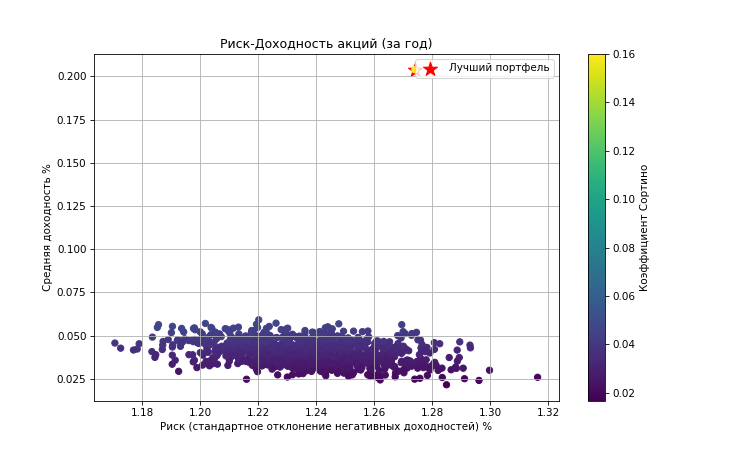 Риск-Доходность акций (за год)
Лучший портфель
0.200
0.175
0.150
0.125
0.100
0.075
0.050
0.025
Средняя доходность %
1.18 1.20 1.22 1.24 1.26 1.28 1.30 1.32
Риск (стандартное отклонение негативных доходностей) %
0.16
0.14
0.12
0.10
0.08
0.06
0.04
0.02
Коэффициент Сортино